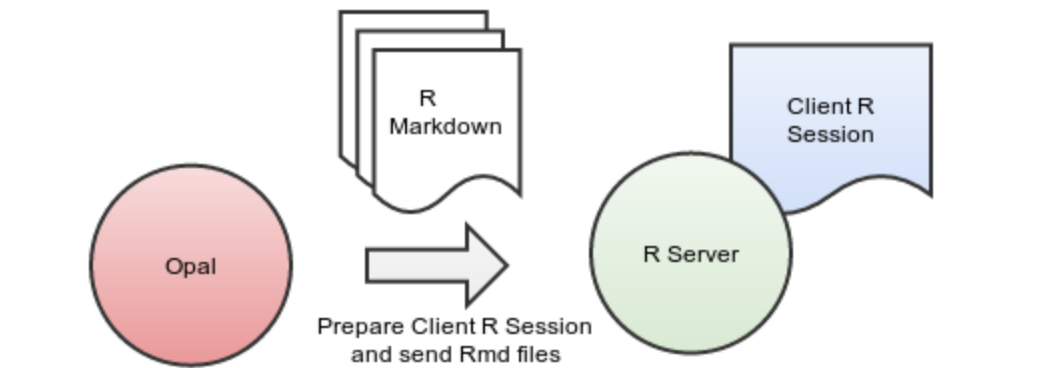 R
Markdown
Client R
Session
Opal
R Server
Prepare Client R Session
and send Rmd files